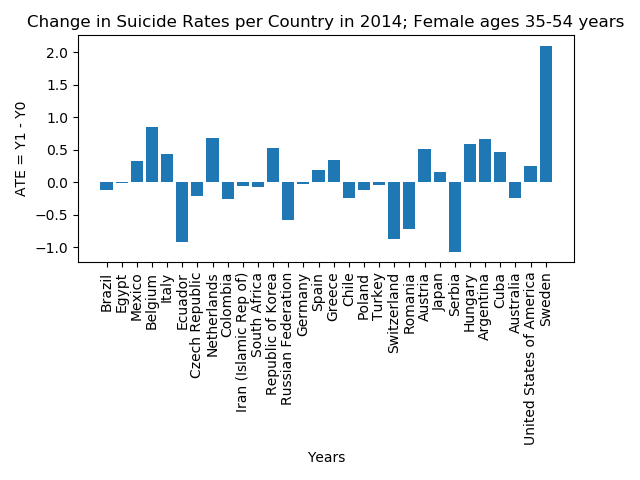 Change in Suicide Rates per Country in 2014; Female ages 35-54 years
ATE = Y1 - Y0
2.0
1.5
1.0
0.5
0.0
−0.5
−1.0
Brazil
Egypt
Mexico
Belgium
Italy
Ecuador
Czech Republic
Netherlands
Colombia
Iran (Islamic Rep of)
South Africa
Republic of Korea
Russian Federation
Germany
Spain
Greece
Chile
Poland
Turkey
Switzerland
Romania
Austria
Japan
Serbia
Hungary
Argentina
Cuba
Australia
United States of America
Sweden
Years